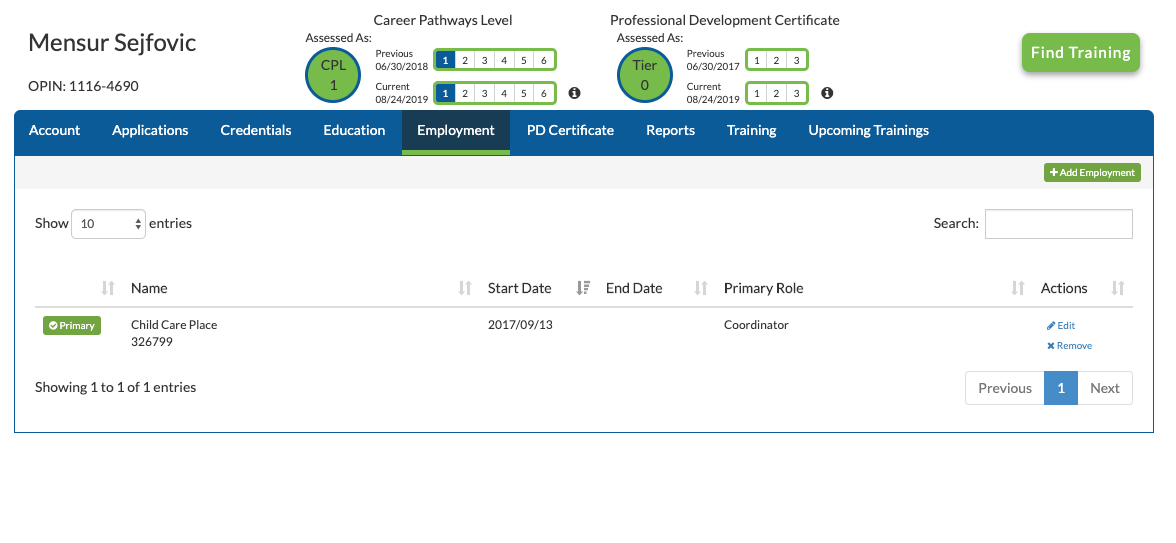 Mensur Sejfovic
OPIN: 1116-4690
Career Pathways Level
Assessed As:
CPL
1
Previous
06/30/2018
1 2 3 4 5 6
Current
08/24/2019
1 2 3 4 5 6
Professional Development Certificate
Assessed As:
Tier
0
Previous
06/30/2017
1 2 3
Current
08/24/2019
1 2 3
Find Training
Account Applications Credentials Education Employment PD Certificate Reports Training Upcoming Trainings
Add Employment
Show 10 entries
Search:
Name Start Date End Date Primary Role Actions
Primary Child Care Place 2017/09/13 Coordinator Edit
326799
Remove
Showing 1 to 1 of 1 entries
Previous 1 Next